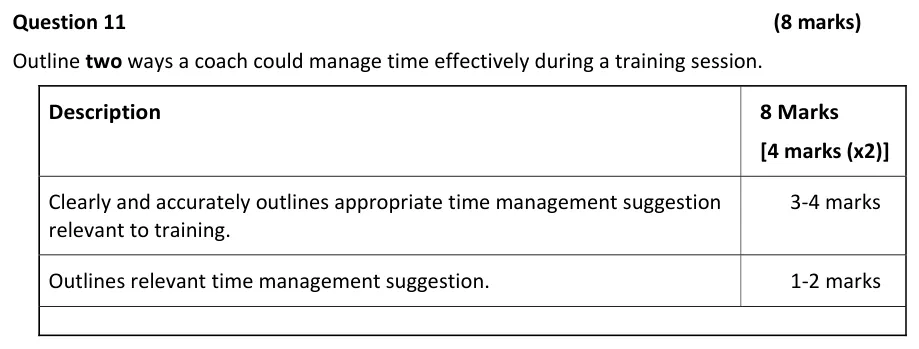 Question 11 (8 marks)
Outline two ways a coach could manage time effectively during a training session.
Description 8 Marks
[4 marks (x2)]
Clearly and accurately outlines appropriate time management suggestion 3-4 marks
relevant to training.
Outlines relevant time management suggestion. 1-2 marks